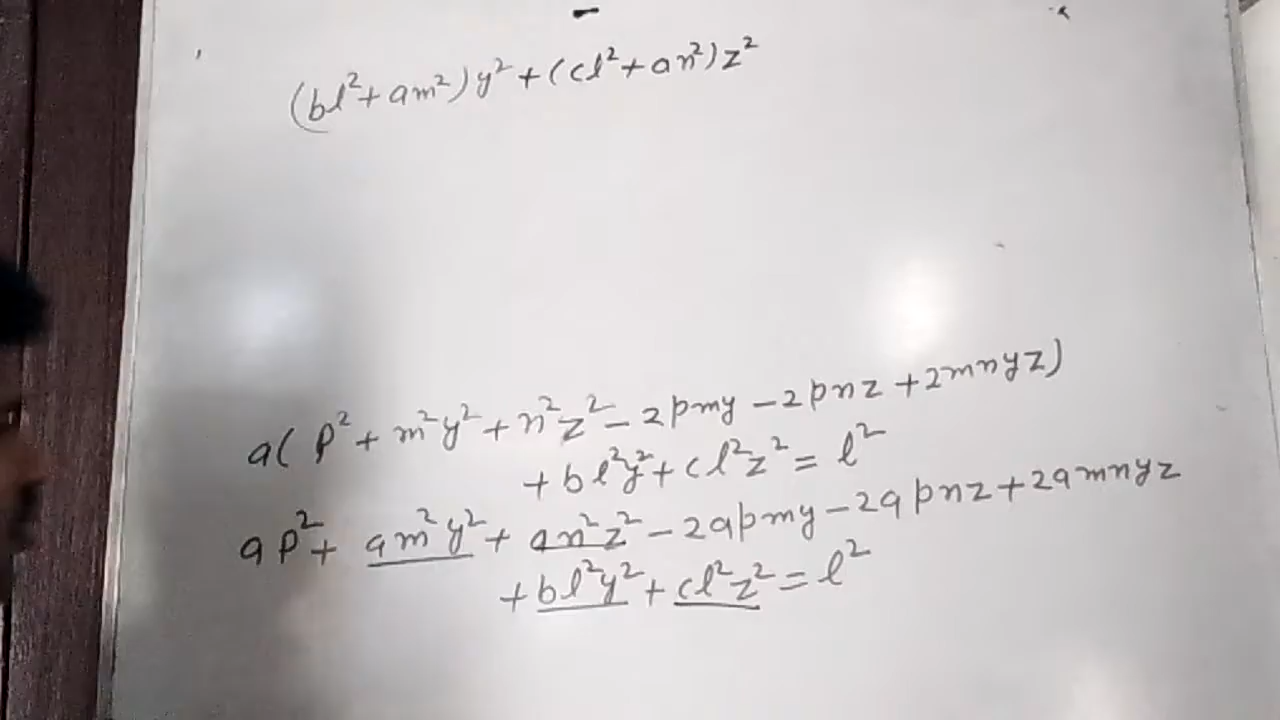 (bl²+am²)y²+(cl²+an²)z²
a(p²+m²y²+n²z²-2pmy-2pnz+2mnyz)
+bl²y²+cl²z²=l²
ap²+am²y²+an²z²-2apmy-2apnz+2amnyz
+bl²y²+cl²z²=l²